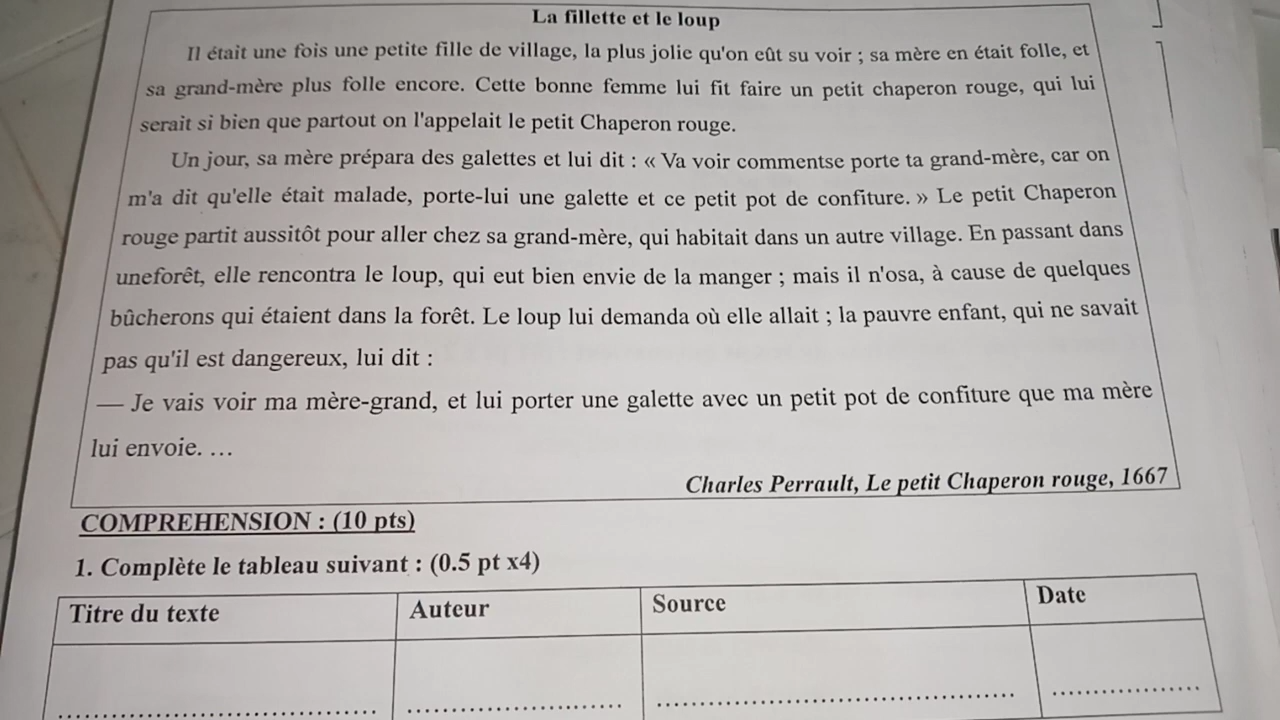 La fillette et le loup
Il était une fois une petite fille de village, la plus jolie qu'on eût su voir ; sa mère en était folle, et
sa grand-mère plus folle encore. Cette bonne femme lui fit faire un petit chaperon rouge, qui lui
serait si bien que partout on l'appelait le petit Chaperon rouge.
Un jour, sa mère prépara des galettes et lui dit : « Va voir commentse porte ta grand-mère, car on
m'a dit qu'elle était malade, porte-lui une galette et ce petit pot de confiture. » Le petit Chaperon
rouge partit aussitôt pour aller chez sa grand-mère, qui habitait dans un autre village. En passant dans
uneforêt, elle rencontra le loup, qui eut bien envie de la manger ; mais il n'osa, à cause de quelques
bûcherons qui étaient dans la forêt. Le loup lui demanda où elle allait ; la pauvre enfant, qui ne savait
pas qu'il est dangereux, lui dit :
— Je vais voir ma mère-grand, et lui porter une galette avec un petit pot de confiture que ma mère
lui envoie. …
Charles Perrault, Le petit Chaperon rouge, 1667
COMPREHENSION : (10 pts)
1. Complète le tableau suivant : (0.5 pt x4)
Titre du texte Auteur Source Date